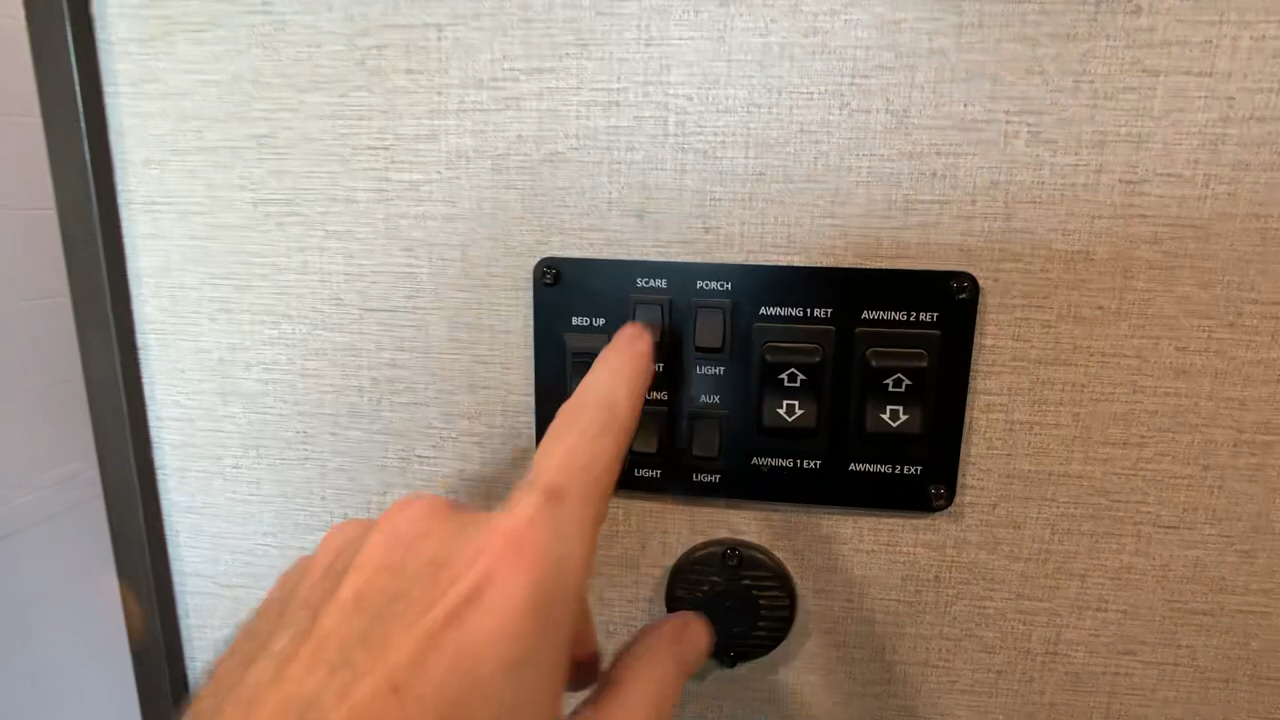 SCARE PORCH
BED UP
AWNING 1 RET AWNING 2 RET
LIGHT
AUX
AWNING 1 EXT AWNING 2 EXT
LIGHT LIGHT